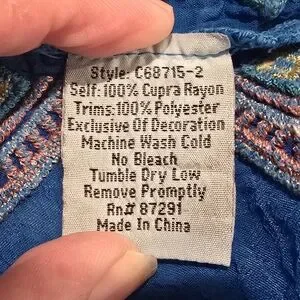 Style: C68715-2
Self: 100% Cupra Rayon
Trims: 100% Polyester
Exclusive Of Decoration
Machine Wash Cold
No Bleach
Tumble Dry Low
Remove Promptly
Rn# 87291
Made In China